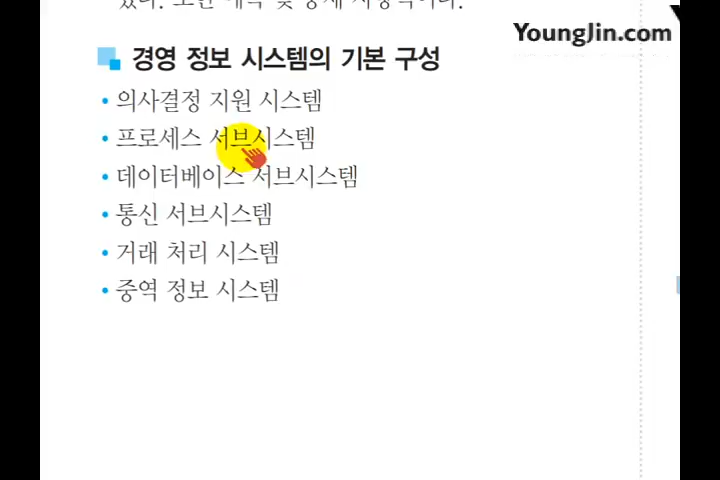 YoungJin.com
경영 정보 시스템의 기본 구성
• 의사결정 지원 시스템
• 프로세스 서브시스템
• 데이터베이스 서브시스템
• 통신 서브시스템
• 거래 처리 시스템
• 중역 정보 시스템